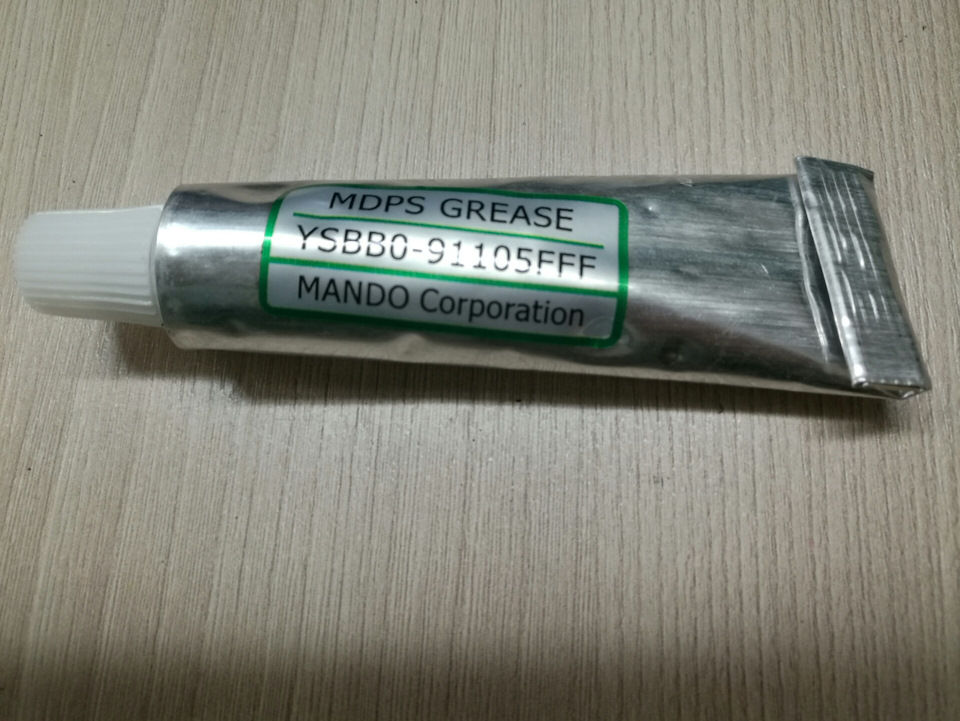 MDPS GREASE
YSBB0-91105FFF
MANDO Corporation